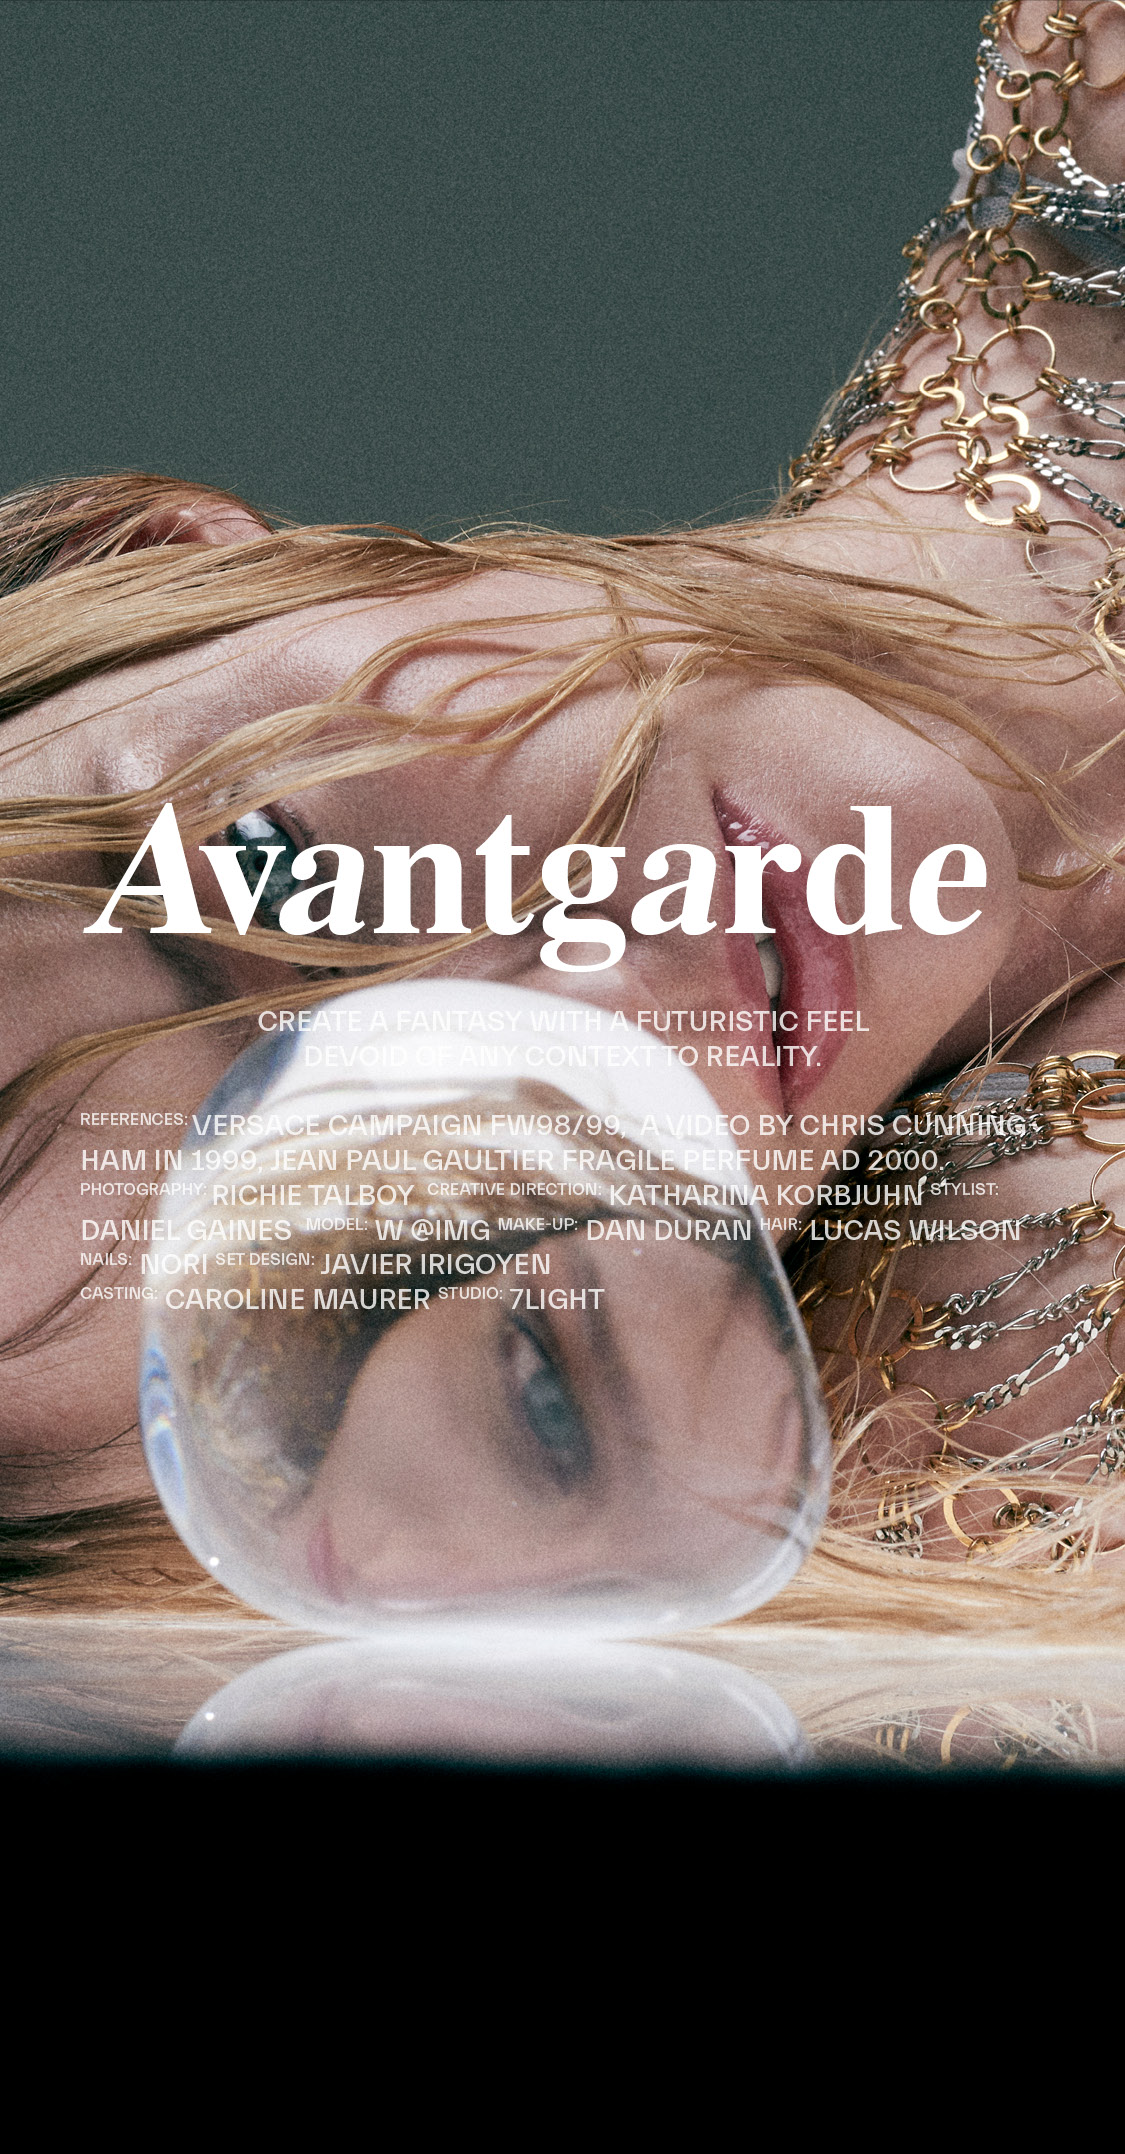 Avantgarde
CREATE A FANTASY WITH A FUTURISTIC FEEL
DEVOID OF ANY CONTEXT TO REALITY.
REFERENCES: VERSACE CAMPAIGN FW98/99, A VIDEO BY CHRIS CUNNING-
HAM IN 1999, JEAN PAUL GAULTIER FRAGILE PERFUME AD 2000.
PHOTOGRAPHY: RICHIE TALBOY CREATIVE DIRECTION: KATHARINA KORBJUHN STYLIST:
DANIEL GAINES MODEL: W @IMG MAKE-UP: DAN DURAN HAIR: LUCAS WILSON
NAILS: NORI SET DESIGN: JAVIER IRIGOYEN
CASTING: CAROLINE MAURER STUDIO: 7LIGHT